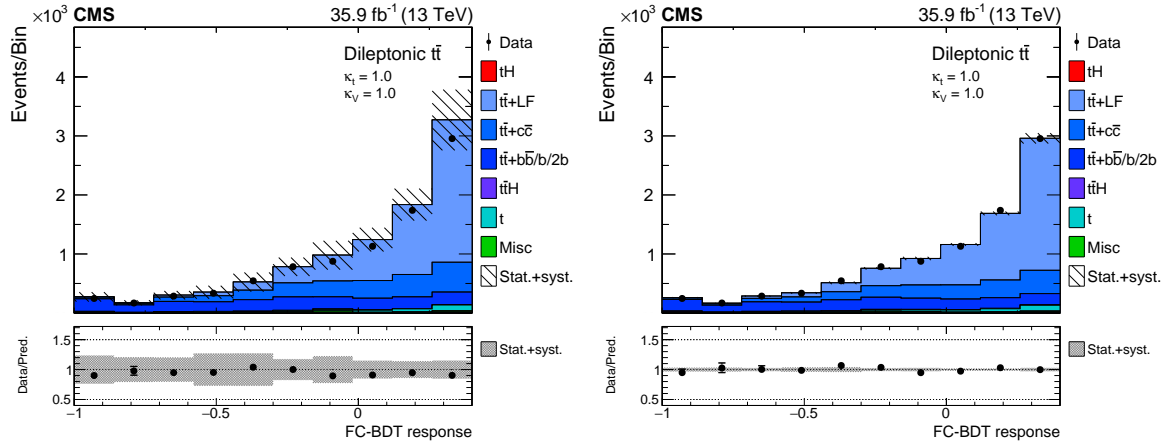 ×10³ CMS 35.9 fb⁻¹ (13 TeV)
Events/Bin
4
3
2
1
Dileptonic tt̄
κt = 1.0
κV = 1.0
Data
tH
tt̄+LF
tt̄+cc̄
tt̄+bb̄/b/2b
tt̄H
t
Misc
Stat.+syst.
Data/Pred.
1.5
1
0.5
Stat.+syst.
−1 −0.5 0
FC-BDT response
×10³ CMS 35.9 fb⁻¹ (13 TeV)
Events/Bin
4
3
2
1
Dileptonic tt̄
κt = 1.0
κV = 1.0
Data
tH
tt̄+LF
tt̄+cc̄
tt̄+bb̄/b/2b
tt̄H
t
Misc
Stat.+syst.
Data/Pred.
1.5
1
0.5
Stat.+syst.
−1 −0.5 0
FC-BDT response